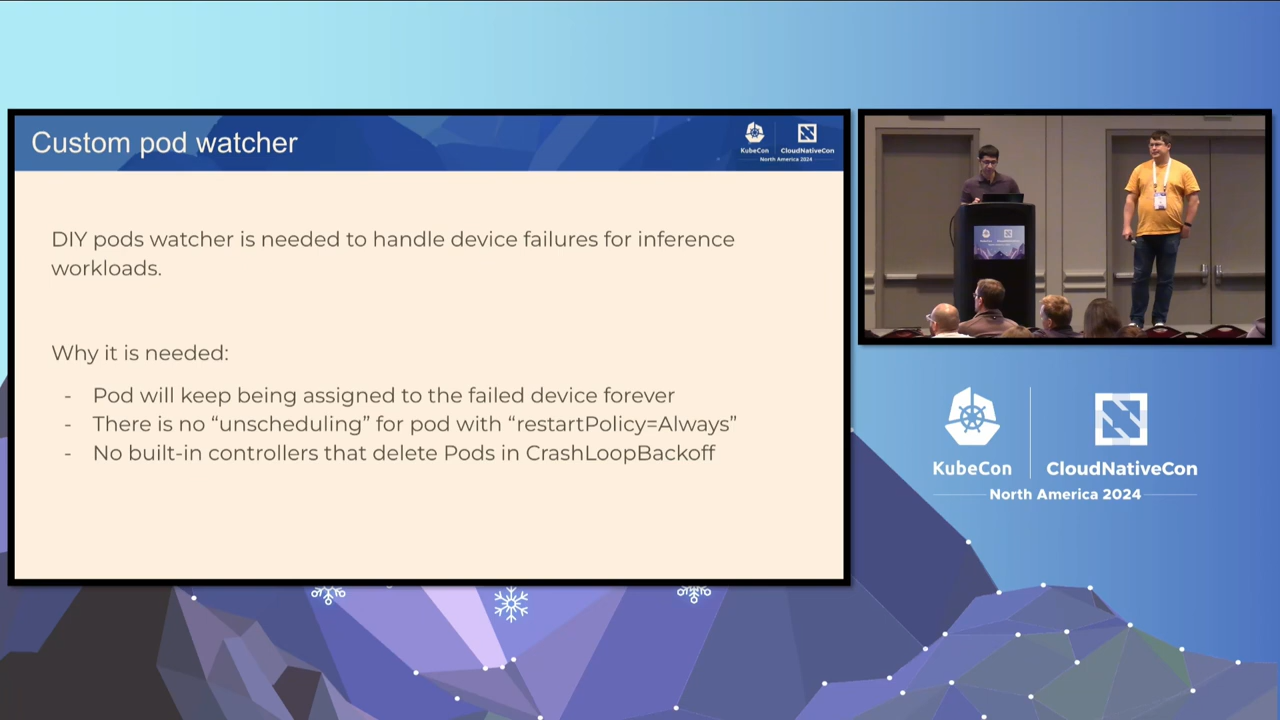 Custom pod watcher
KubeCon
CloudNativeCon
North America 2024
DIY pods watcher is needed to handle device failures for inference
workloads.
Why it is needed:
- Pod will keep being assigned to the failed device forever
- There is no “unscheduling” for pod with “restartPolicy=Always”
- No built-in controllers that delete Pods in CrashLoopBackoff
KubeCon
CloudNativeCon
North America 2024